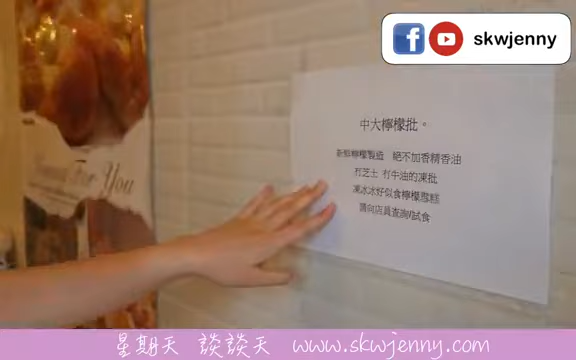 skwjenny
中大檸檬批。
新鮮檸檬製造 絕不加香精香油
冇芝士 冇牛油的凍批
凍冰冰好似食檸檬雪糕
請向店員查詢/試食
For You
星期天 談談天 www.skwjenny.com